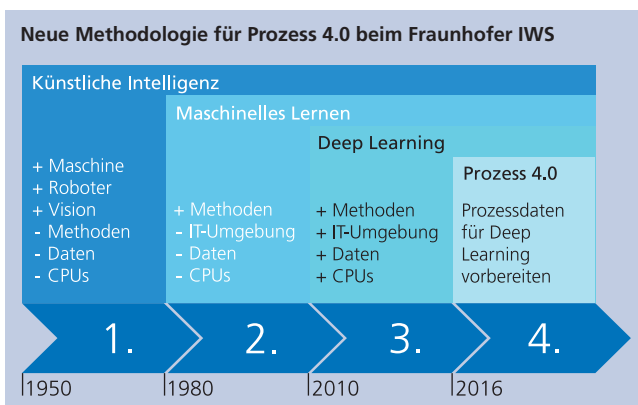 Neue Methodologie für Prozess 4.0 beim Fraunhofer IWS
Künstliche Intelligenz
Maschinelles Lernen
Deep Learning
Prozess 4.0
+ Maschine
+ Roboter
+ Vision
- Methoden
- Daten
- CPUs
+ Methoden
- IT-Umgebung
- Daten
- CPUs
+ Methoden
+ IT-Umgebung
+ Daten
+ CPUs
Prozessdaten
für Deep
Learning
vorbereiten
1.
2.
3.
4.
1950
1980
2010
2016